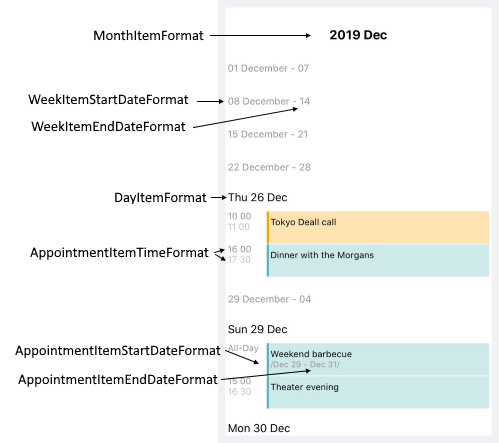 MonthItemFormat
2019 Dec
01 December - 07
WeekItemStartDateFormat
08 December - 14
WeekItemEndDateFormat
15 December - 21
22 December - 28
DayItemFormat
Thu 26 Dec
10 00
11 00
Tokyo Deall call
AppointmentItemTimeFormat
16 00
17 30
Dinner with the Morgans
29 December - 04
Sun 29 Dec
AppointmentItemStartDateFormat
All-Day
Weekend barbecue
/Dec 29 - Dec 31/
AppointmentItemEndDateFormat
15 00
16 30
Theater evening
Mon 30 Dec